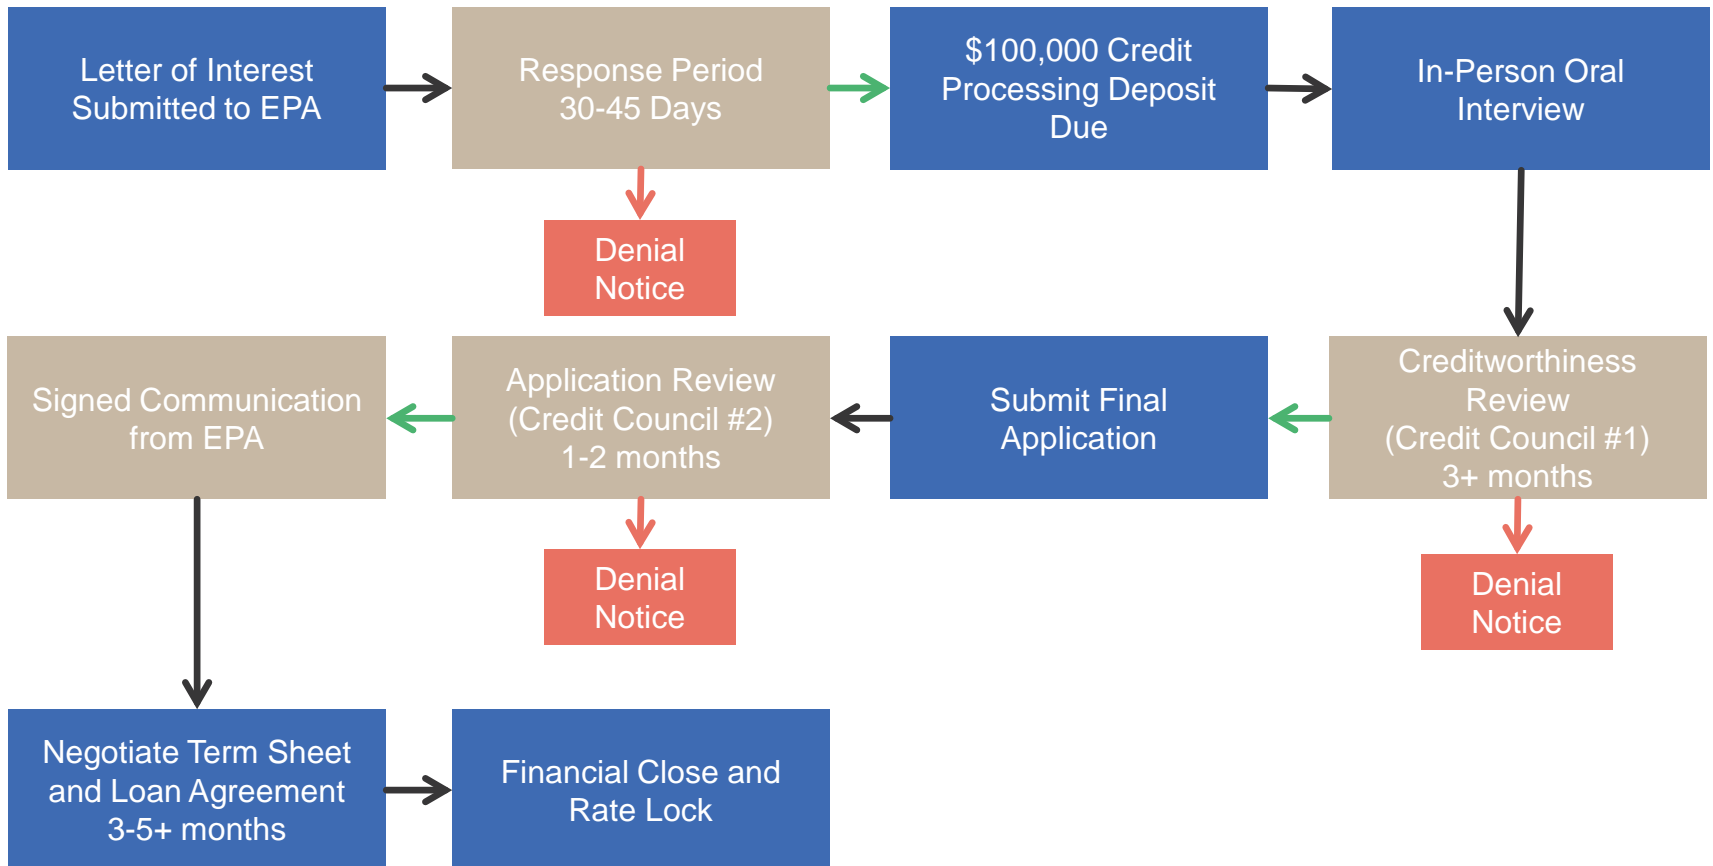 Letter of Interest
Submitted to EPA
Response Period
30-45 Days
$100,000 Credit
Processing Deposit
Due
In-Person Oral
Interview
Denial
Notice
Creditworthiness
Review
(Credit Council #1)
3+ months
Submit Final
Application
Application Review
(Credit Council #2)
1-2 months
Signed Communication
from EPA
Denial
Notice
Denial
Notice
Negotiate Term Sheet
and Loan Agreement
3-5+ months
Financial Close and
Rate Lock